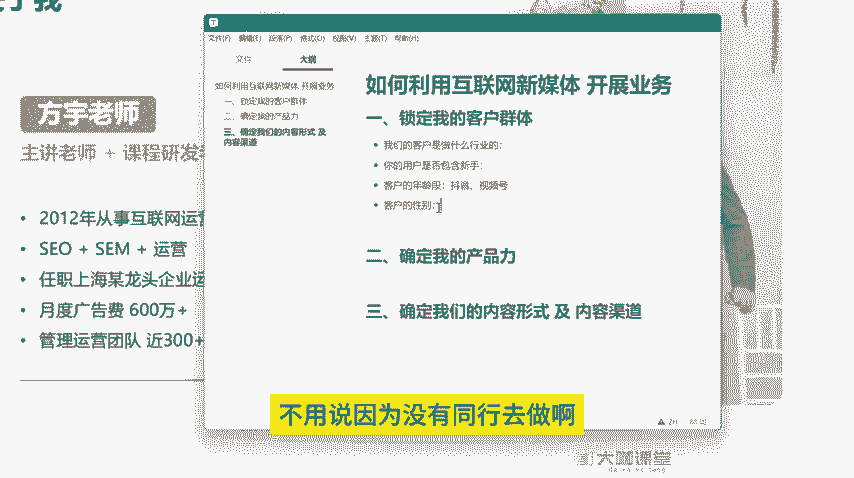 方宇老师
主讲老师 + 课程研发
• 2012年从事互联网运营
• SEO + SEM + 运营
• 任职上海某龙头企业运
• 月度广告费 600万+
• 管理运营团队 近300+
文件(F) 编辑(E) 段落(P) 格式(O) 视图(V) 主题(T) 帮助(H)
文件 大纲
如何利用互联网新媒体 开展业务
一、锁定我的客户群体
二、确定我的产品力
三、确定我们的内容形式 及
内容渠道
如何利用互联网新媒体 开展业务
一、锁定我的客户群体
• 我们的客户是做什么行业的：
• 你的用户是否包含新手：
• 客户的年龄段：抖音、视频号
• 客户的性别：
二、确定我的产品力
三、确定我们的内容形式 及 内容渠道
不用说因为没有同行去做啊
大咖课堂